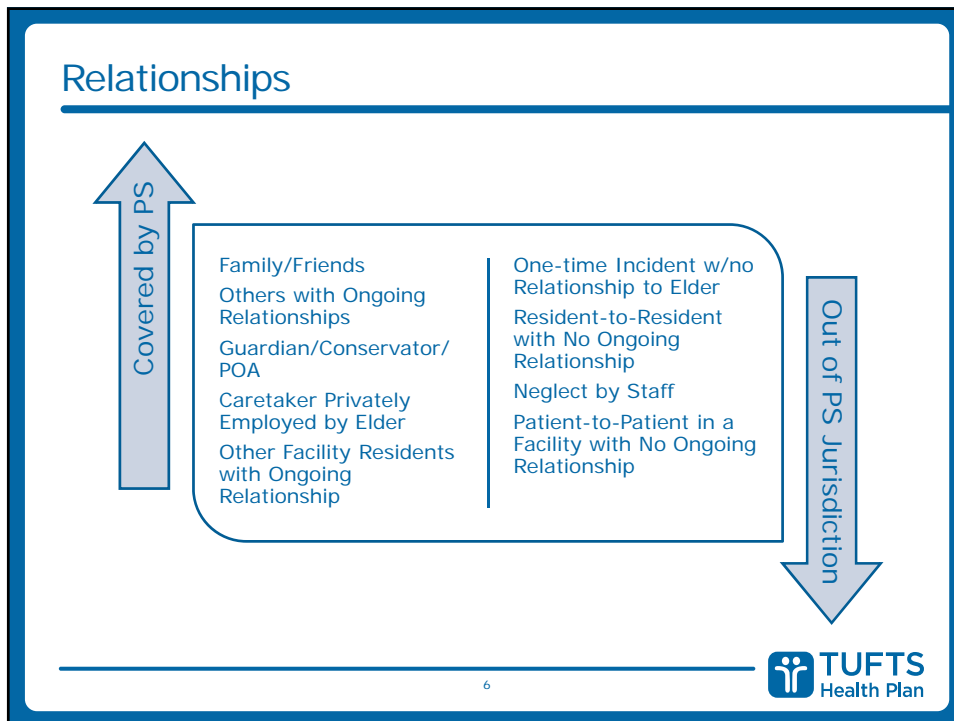 Relationships
Covered by PS
Family/Friends
Others with Ongoing
Relationships
Guardian/Conservator/
POA
Caretaker Privately
Employed by Elder
Other Facility Residents
with Ongoing
Relationship
One-time Incident w/no
Relationship to Elder
Resident-to-Resident
with No Ongoing
Relationship
Neglect by Staff
Patient-to-Patient in a
Facility with No Ongoing
Relationship
Out of PS Jurisdiction
6
TUFTS
Health Plan